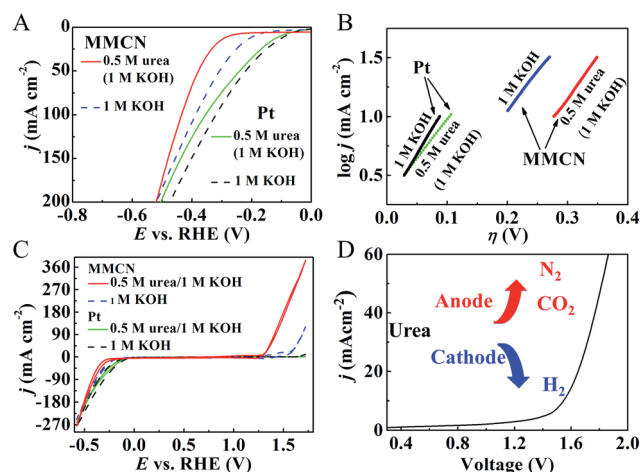 A
0
50
100
150
200
j (mA cm-2)
MMCN
0.5 M urea
(1 M KOH)
1 M KOH
Pt
0.5 M urea
(1 M KOH)
1 M KOH
-0.8
-0.6
-0.4
-0.2
0.0
E vs. RHE (V)
B
1.5
1.0
0.5
log j (mA cm-2)
Pt
1 M KOH
0.5 M urea
(1 M KOH)
1 M KOH
0.5 M urea
(1 M KOH)
MMCN
0.0
0.1
0.2
0.3
0.4
η (V)
C
360
270
180
90
0
-90
-180
-270
j (mA cm-2)
MMCN
0.5 M urea/1 M KOH
1 M KOH
Pt
0.5 M urea/1 M KOH
1 M KOH
-0.5
0.0
0.5
1.0
1.5
E vs. RHE (V)
D
60
40
20
0
j (mAcm-2)
N2
Anode
CO2
Urea
Cathode
H2
0.4
0.8
1.2
1.6
2.0
Voltage (V)